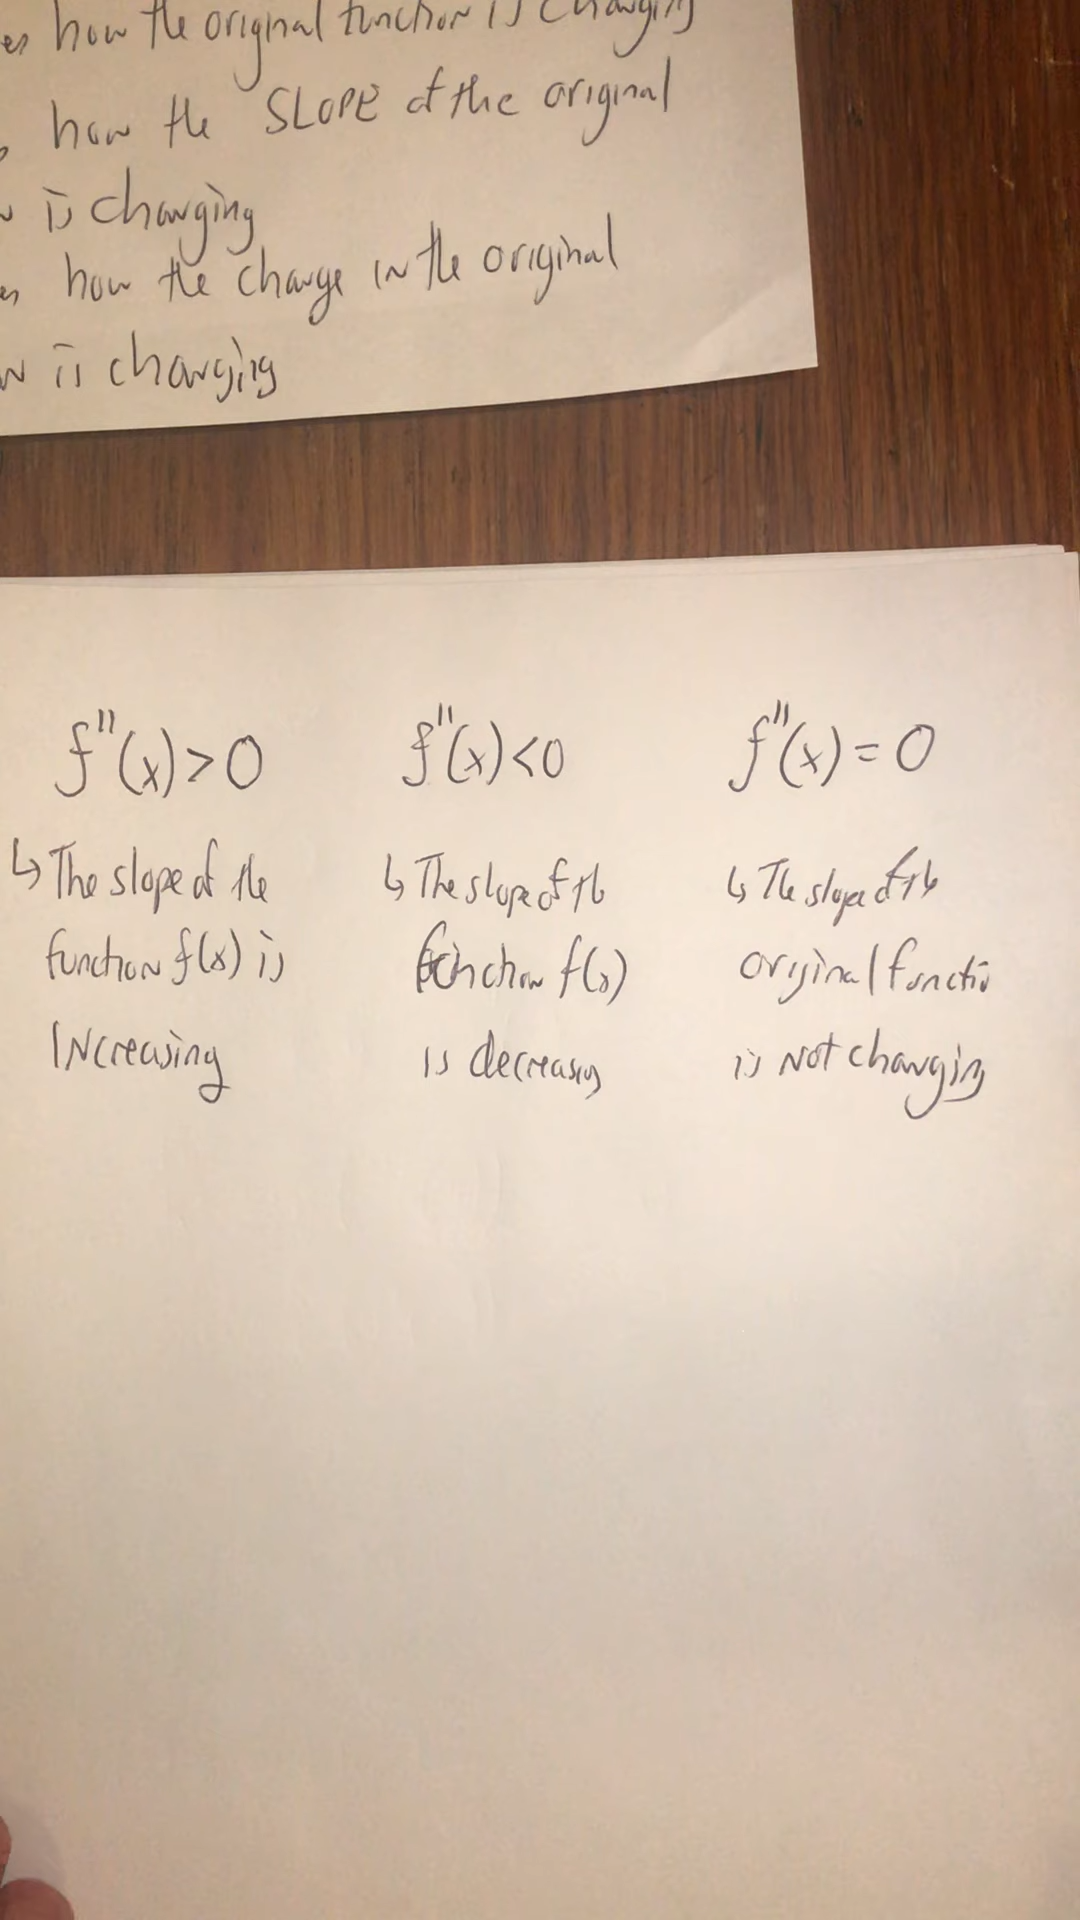 how the original function is changing
how the SLOPE of the original
is changing
how the change in the original
is changing
f''(x)>0
↳ The slope of the
function f(x) is
Increasing
f''(x)<0
↳ The slope of the
function f(x)
is decreasing
f''(x) = 0
↳ The slope of the
original functio
is not changing